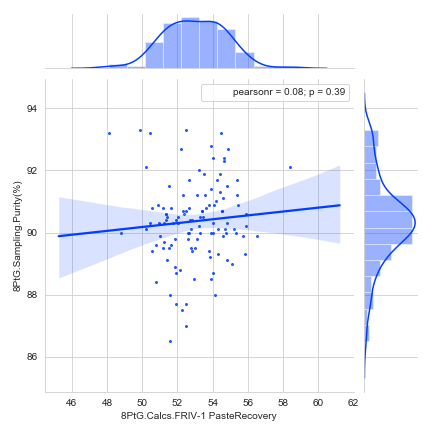 pearsonr = 0.08; p = 0.39
94
92
90
88
86
8PtG.Sampling.Purity(%)
46 48 50 52 54 56 58 60 62
8PtG.Calcs.FRIV-1 PasteRecovery